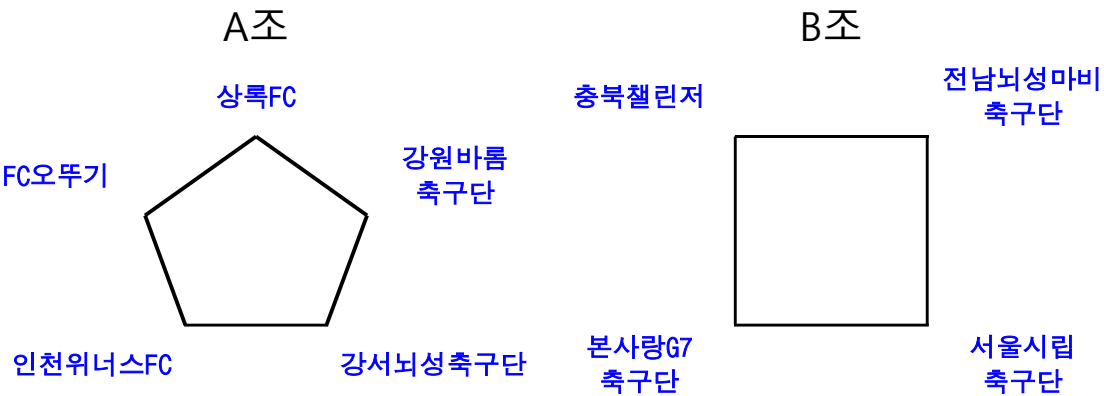 A조
상록FC
FC오뚜기
강원바롬
축구단
인천위너스FC
강서뇌성축구단
B조
충북챌린저
전남뇌성마비
축구단
본사랑G7
축구단
서울시립
축구단